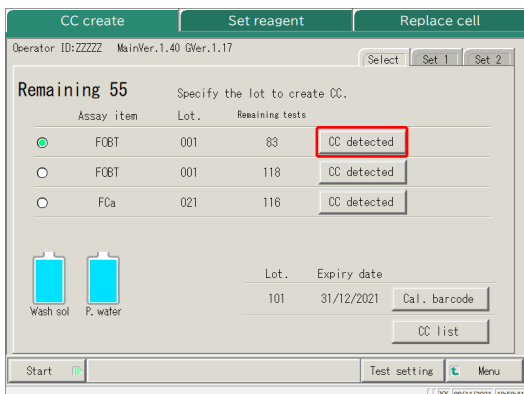 CC create Set reagent Replace cell
Operator ID:ZZZZZ MainVer.1.40 GVer.1.17
Select Set 1 Set 2
Remaining 55 Specify the lot to create CC.
Assay item Lot. Remaining tests
FOBT 001 83 CC detected
FOBT 001 118 CC detected
FCa 021 116 CC detected
Lot. Expiry date
101 31/12/2021 Cal. barcode
Wash sol P. water
CC list
Start Test setting Menu